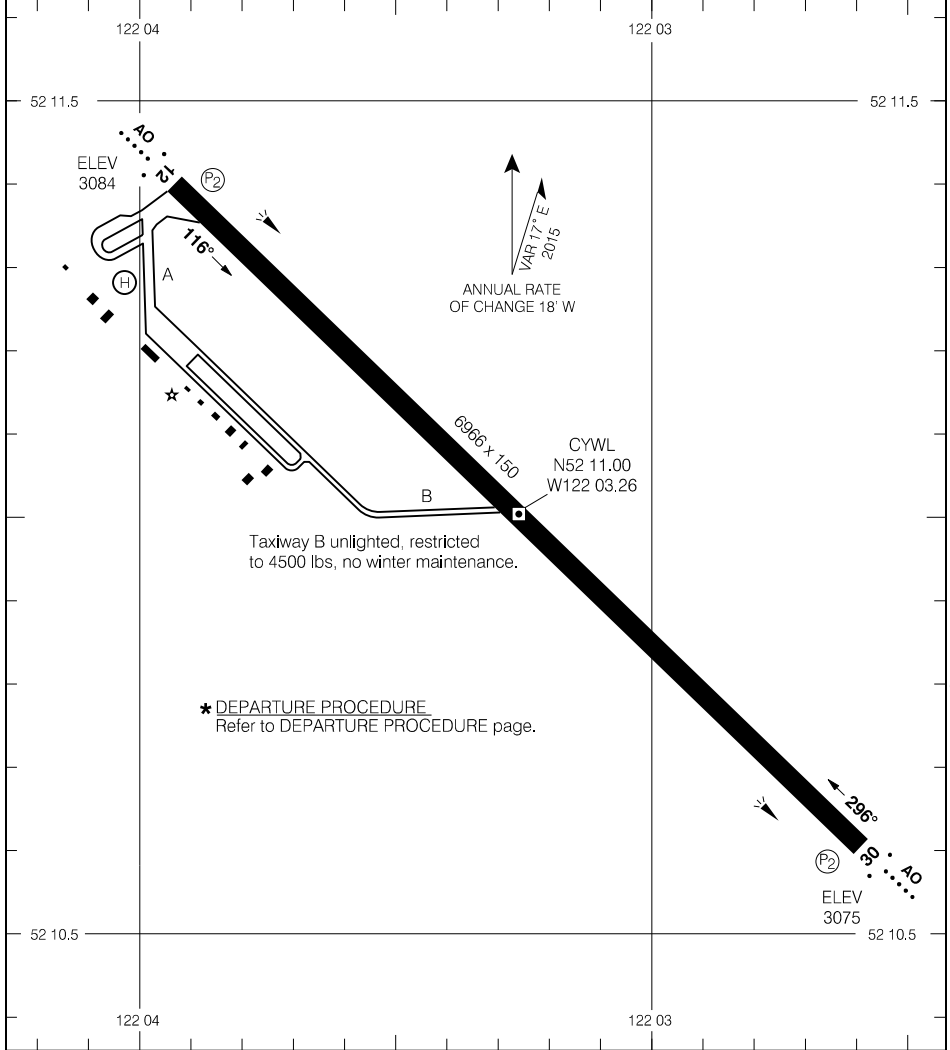 122 04
122 03
52 11.5
52 11.5
AO
12
ELEV
3084
P2
116°
VAR 17° E
2015
ANNUAL RATE
OF CHANGE 18' W
H
A
6966 x 150
CYWL
N52 11.00
W122 03.26
B
Taxiway B unlighted, restricted
to 4500 lbs, no winter maintenance.
* DEPARTURE PROCEDURE
Refer to DEPARTURE PROCEDURE page.
296°
30
P2
AO
ELEV
3075
52 10.5
52 10.5
122 04
122 03